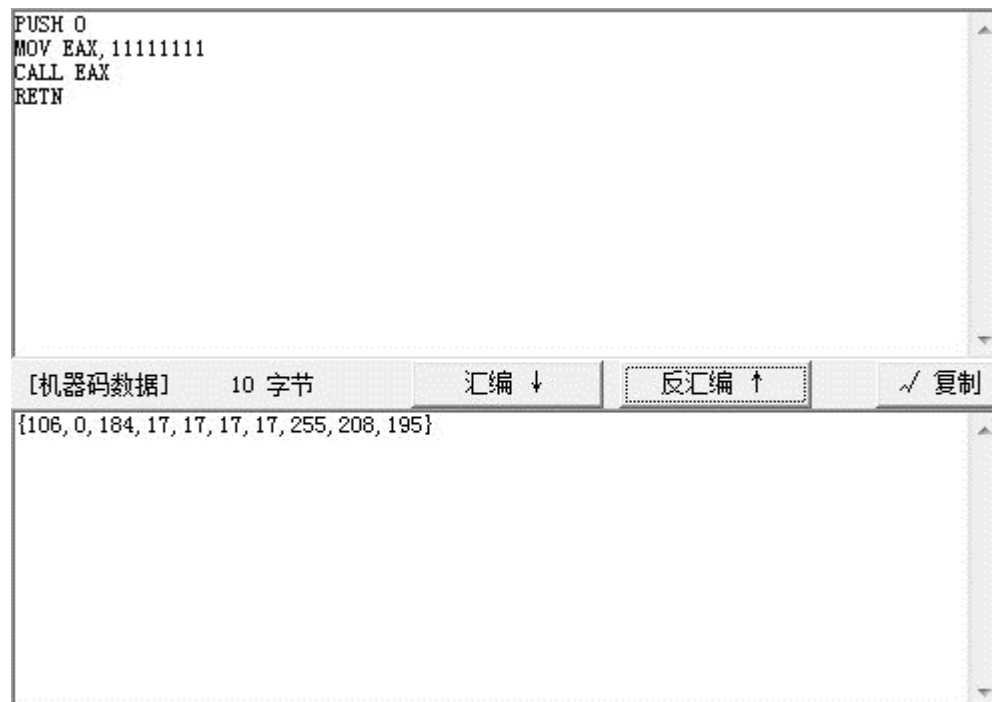 PUSH 0
MOV EAX,11111111
CALL EAX
RETN
[机器码数据] 10 字节 汇编 ↓ 反汇编 ↑ √ 复制
{106,0,184,17,17,17,17,255,208,195}